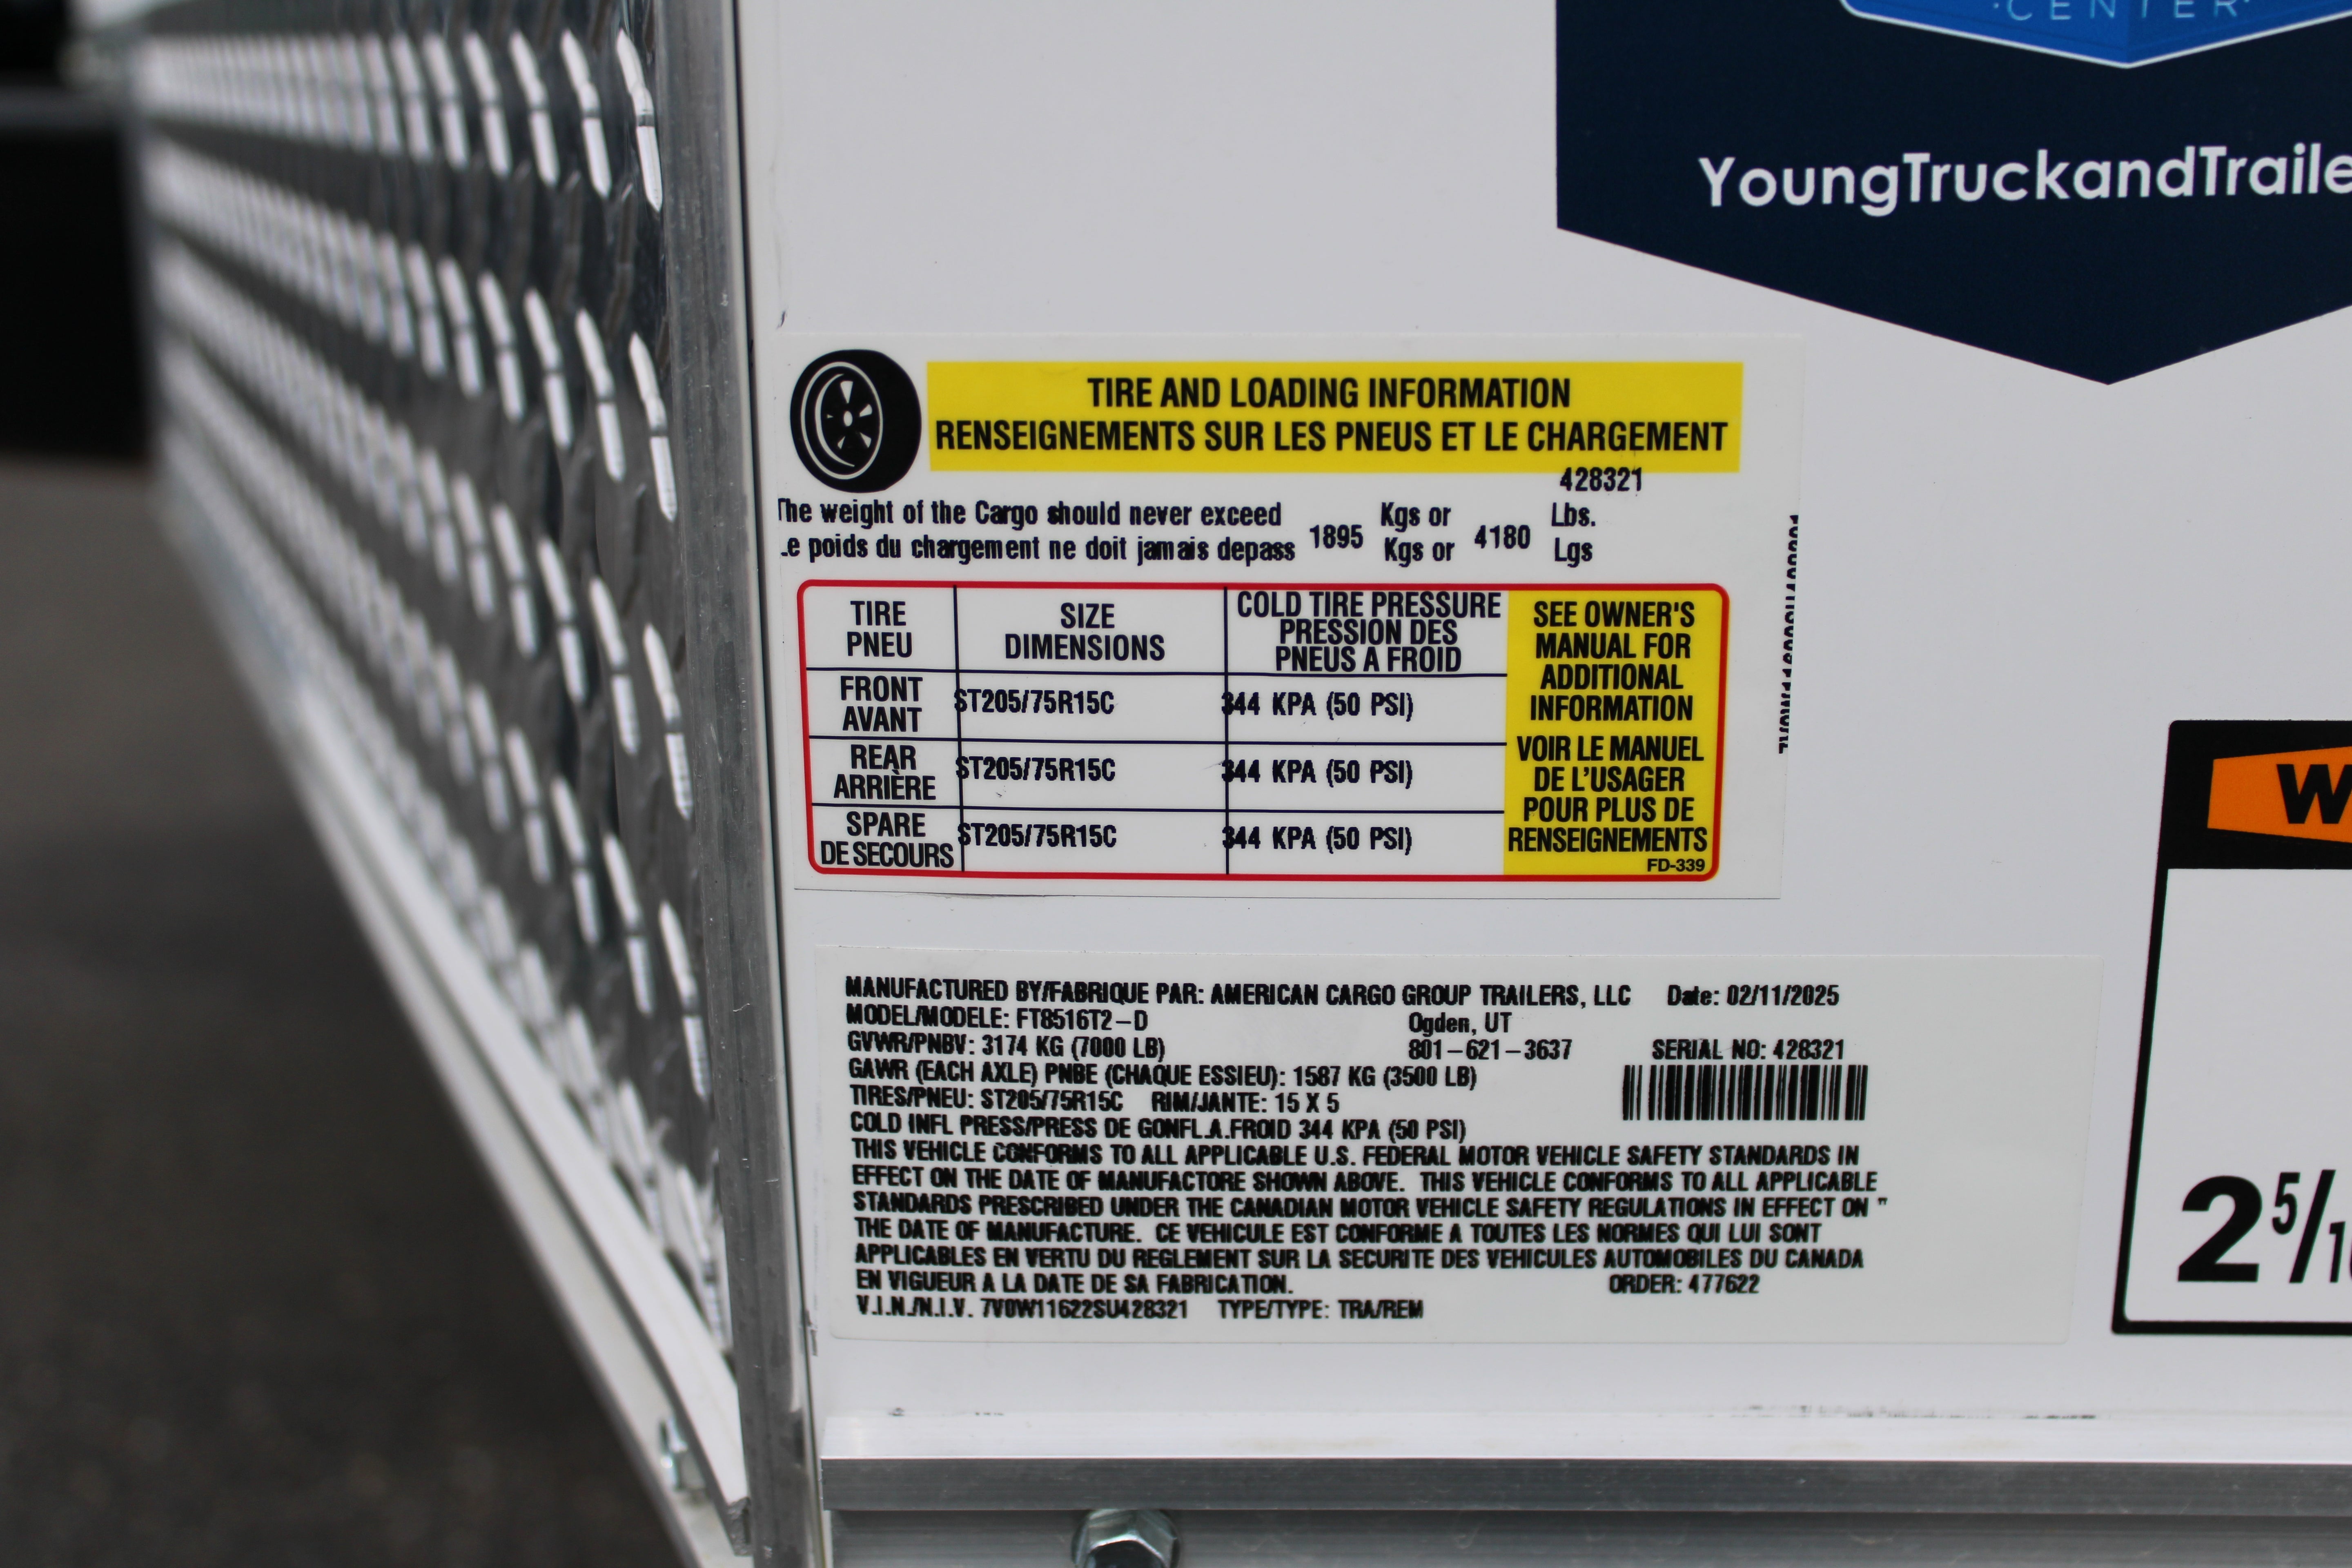 ·CENTER·
YoungTruckandTraile
TIRE AND LOADING INFORMATION
RENSEIGNEMENTS SUR LES PNEUS ET LE CHARGEMENT
428321
The weight of the Cargo should never exceed 1895 Kgs or 4180 Lbs.
Le poids du chargement ne doit jamais depass Kgs or Lgs
TIRE SIZE COLD TIRE PRESSURE
PNEU DIMENSIONS PRESSION DES
PNEUS A FROID
FRONT ST205/75R15C 344 KPA (50 PSI)
AVANT
REAR ST205/75R15C 344 KPA (50 PSI)
ARRIÈRE
SPARE ST205/75R15C 344 KPA (50 PSI)
DE SECOURS
SEE OWNER'S
MANUAL FOR
ADDITIONAL
INFORMATION
VOIR LE MANUEL
DE L'USAGER
POUR PLUS DE
RENSEIGNEMENTS
FD-339
MANUFACTURED BY/FABRIQUE PAR: AMERICAN CARGO GROUP TRAILERS, LLC Date: 02/11/2025
MODEL/MODELE: FT8516T2-D Ogden, UT
GVWR/PNBV: 3174 KG (7000 LB) 801-621-3637 SERIAL NO: 428321
GAWR (EACH AXLE) PNBE (CHAQUE ESSIEU): 1587 KG (3500 LB)
TIRES/PNEU: ST205/75R15C RIM/JANTE: 15 X 5
COLD INFL PRESS/PRESS DE GONFL.A.FROID 344 KPA (50 PSI)
THIS VEHICLE CONFORMS TO ALL APPLICABLE U.S. FEDERAL MOTOR VEHICLE SAFETY STANDARDS IN
EFFECT ON THE DATE OF MANUFACTORE SHOWN ABOVE. THIS VEHICLE CONFORMS TO ALL APPLICABLE
STANDARDS PRESCRIBED UNDER THE CANADIAN MOTOR VEHICLE SAFETY REGULATIONS IN EFFECT ON "
THE DATE OF MANUFACTURE. CE VEHICULE EST CONFORME A TOUTES LES NORMES QUI LUI SONT
APPLICABLES EN VERTU DU REGLEMENT SUR LA SECURITE DES VEHICULES AUTOMOBILES DU CANADA
EN VIGUEUR A LA DATE DE SA FABRICATION. ORDER: 477622
V.I.N./N.I.V. 7V0W11622SU428321 TYPE/TYPE: TRA/REM
W
2 5/1